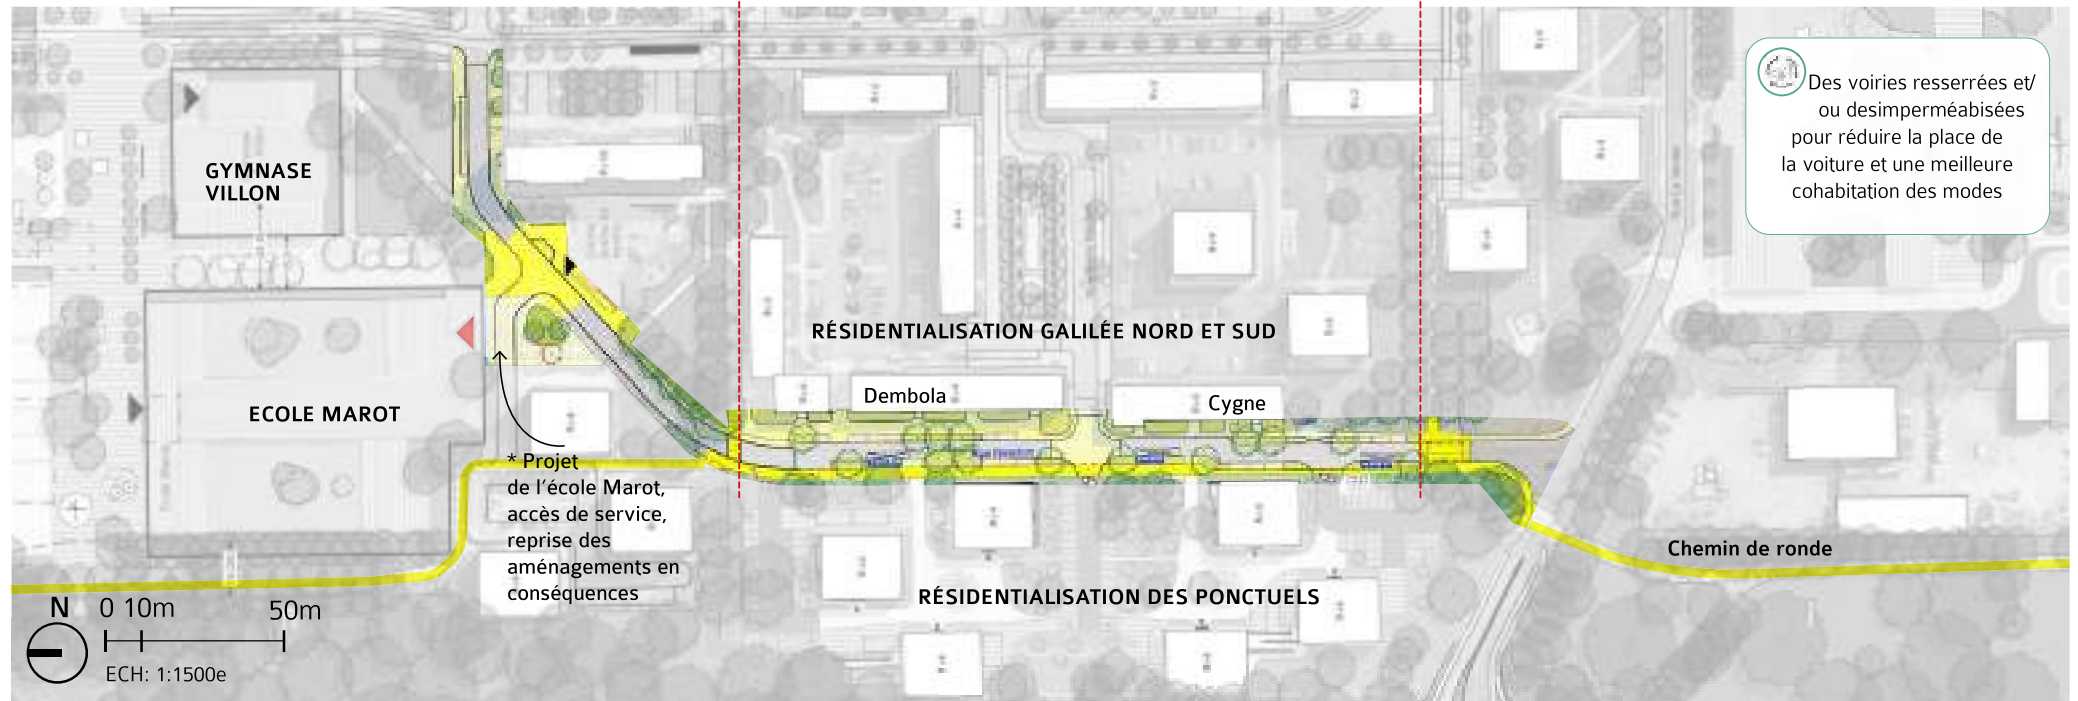 Des voiries resserrées et/
ou desimperméabisées
pour réduire la place de
la voiture et une meilleure
cohabitation des modes
GYMNASE
VILLON
RÉSIDENTIALISATION GALILÉE NORD ET SUD
Dembola
Cygne
ECOLE MAROT
* Projet
de l'école Marot,
accès de service,
reprise des
aménagements en
conséquences
Chemin de ronde
RÉSIDENTIALISATION DES PONCTUELS
N
0 10m 50m
ECH: 1:1500e